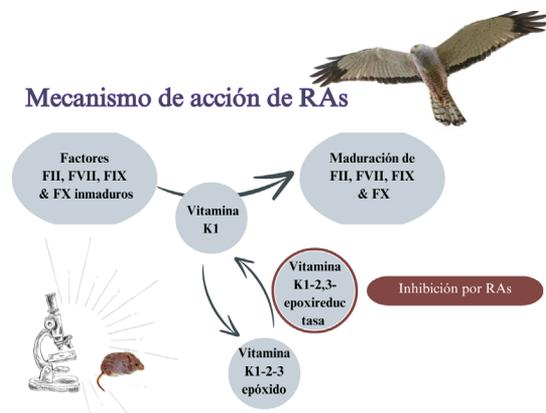 Mecanismo de acción de RAs
Factores
FII, FVII, FIX
& FX inmaduros
Maduración de
FII, FVII, FIX
& FX
Vitamina
K1
Vitamina
K1-2,3-
epoxireduc
tasa
Inhibición por RAs
Vitamina
K1-2-3
epóxido